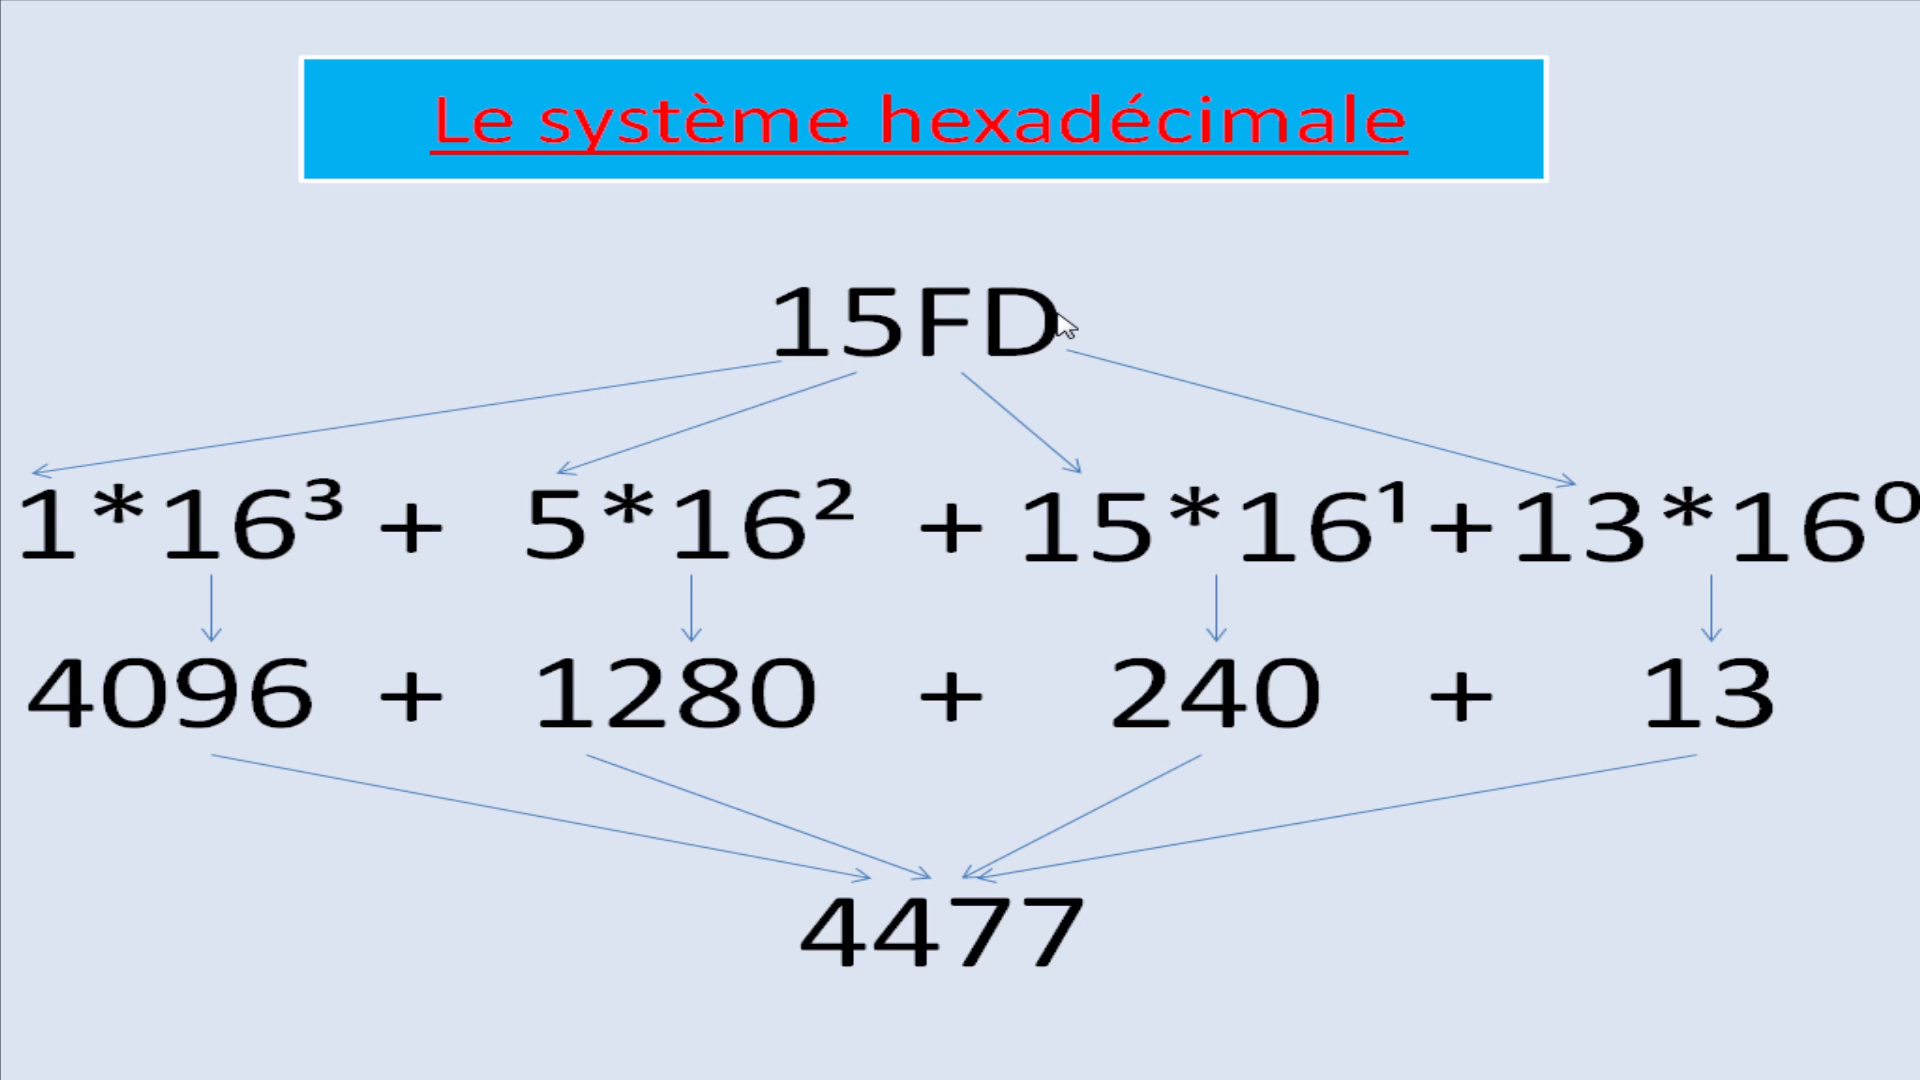 Le système hexadécimale
15FD
1*16³ + 5*16² + 15*16¹ + 13*16⁰
4096 + 1280 + 240 + 13
4477